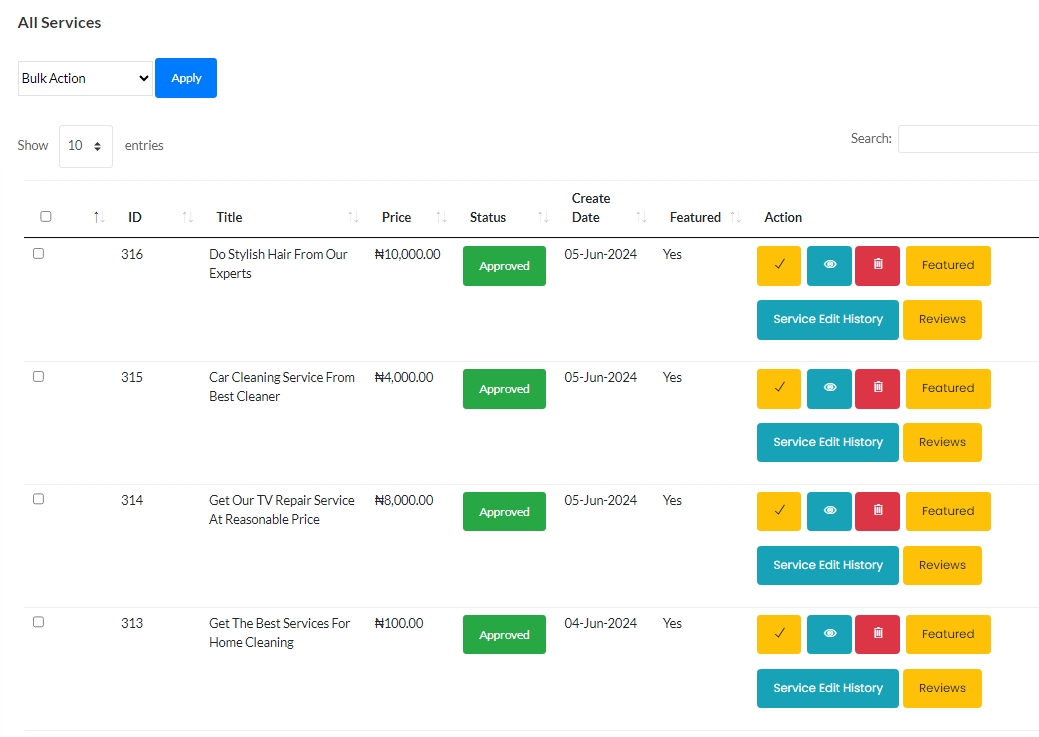 All Services
Bulk Action Apply
Show 10 entries Search:
ID Title Price Status Create Date Featured Action
316 Do Stylish Hair From Our ₦10,000.00 Approved 05-Jun-2024 Yes Featured
Experts
Service Edit History Reviews
315 Car Cleaning Service From ₦4,000.00 Approved 05-Jun-2024 Yes Featured
Best Cleaner
Service Edit History Reviews
314 Get Our TV Repair Service ₦8,000.00 Approved 05-Jun-2024 Yes Featured
At Reasonable Price
Service Edit History Reviews
313 Get The Best Services For ₦100.00 Approved 04-Jun-2024 Yes Featured
Home Cleaning
Service Edit History Reviews